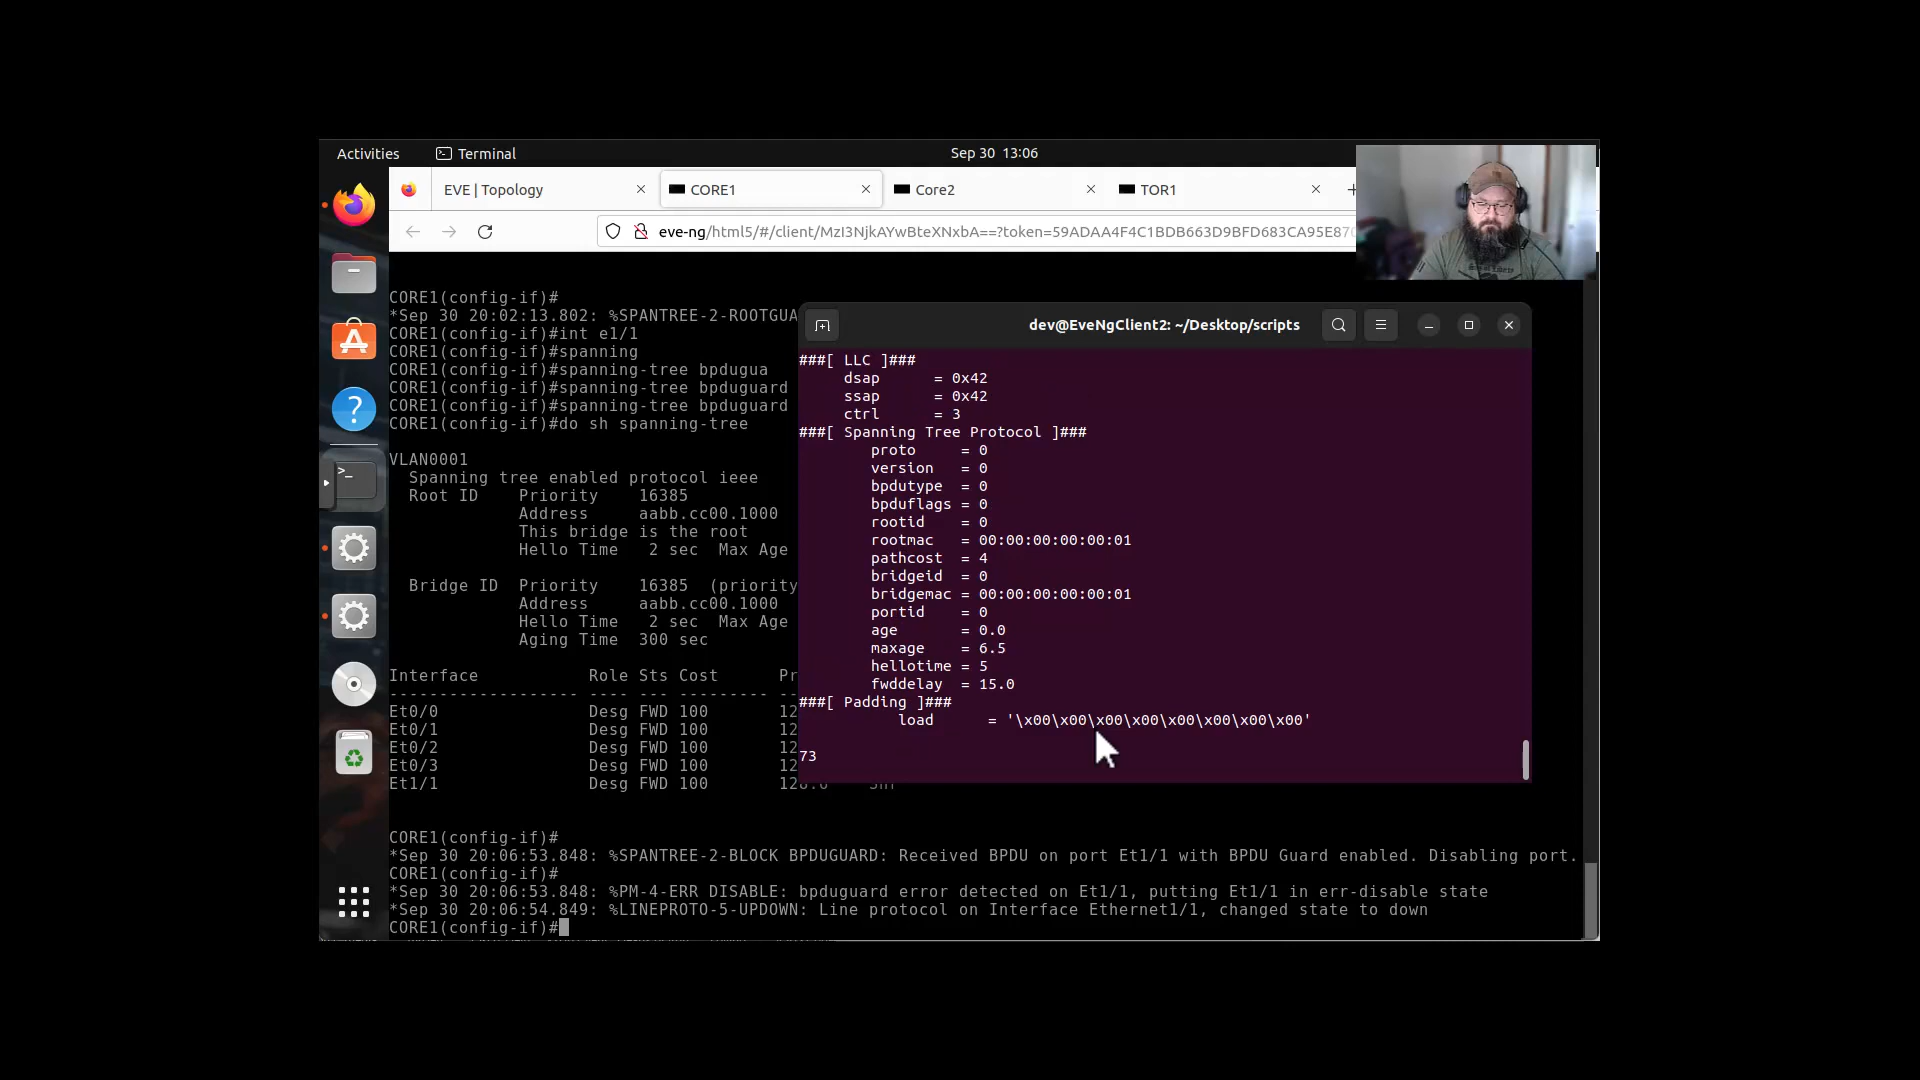 Activities
Terminal
Sep 30 13:06
EVE | Topology
CORE1
Core2
TOR1
eve-ng/html5/#/client/MzI3NjkAYwBteXNxbA==?token=59ADAA4F4C1BDB663D9BFD683CA95E870
CORE1(config-if)#
*Sep 30 20:02:13.802: %SPANTREE-2-ROOTGUA
CORE1(config-if)#int e1/1
CORE1(config-if)#spanning
CORE1(config-if)#spanning-tree bpdugua
CORE1(config-if)#spanning-tree bpduguard
CORE1(config-if)#spanning-tree bpduguard
CORE1(config-if)#do sh spanning-tree
VLAN0001
Spanning tree enabled protocol ieee
Root ID Priority 16385
Address aabb.cc00.1000
This bridge is the root
Hello Time 2 sec Max Age
Bridge ID Priority 16385 (priority
Address aabb.cc00.1000
Hello Time 2 sec Max Age
Aging Time 300 sec
Interface Role Sts Cost Pr
------------------- ---- --- --------- --
Et0/0 Desg FWD 100 12
Et0/1 Desg FWD 100 12
Et0/2 Desg FWD 100 12
Et0/3 Desg FWD 100 12
Et1/1 Desg FWD 100
CORE1(config-if)#
*Sep 30 20:06:53.848: %SPANTREE-2-BLOCK_BPDUGUARD: Received BPDU on port Et1/1 with BPDU Guard enabled. Disabling port.
CORE1(config-if)#
*Sep 30 20:06:53.848: %PM-4-ERR_DISABLE: bpduguard error detected on Et1/1, putting Et1/1 in err-disable state
*Sep 30 20:06:54.849: %LINEPROTO-5-UPDOWN: Line protocol on Interface Ethernet1/1, changed state to down
CORE1(config-if)#
dev@EveNgClient2: ~/Desktop/scripts
###[ LLC ]###
dsap = 0x42
ssap = 0x42
ctrl = 3
###[ Spanning Tree Protocol ]###
proto = 0
version = 0
bpdutype = 0
bpduflags = 0
rootid = 0
rootmac = 00:00:00:00:00:01
pathcost = 4
bridgeid = 0
bridgemac = 00:00:00:00:00:01
portid = 0
age = 0.0
maxage = 6.5
hellotime = 5
fwddelay = 15.0
###[ Padding ]###
load = '\x00\x00\x00\x00\x00\x00\x00\x00'
73